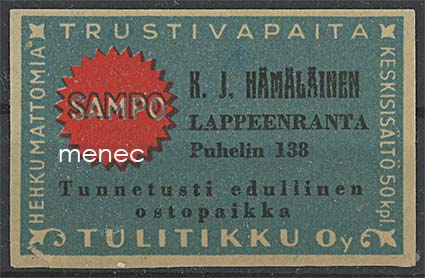 TRUSTIVAPAITA
HEHKUMATTOMIA
SAMPO
K. J. HÄMÄLÄINEN
LAPPEENRANTA
Puhelin 138
menec
Tunnetusti edullinen
ostopaikka
KESKISISÄLTÖ 50 kpl.
TULITIKKU Oy